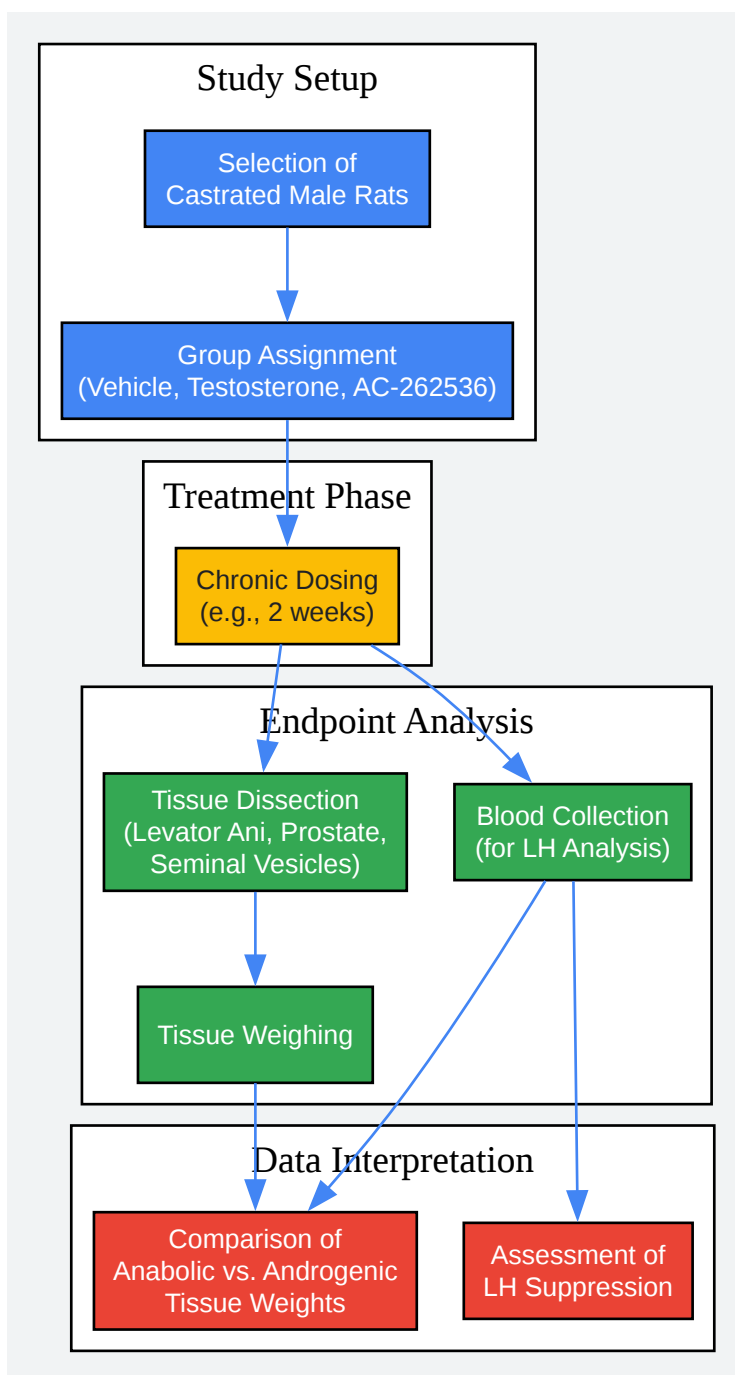 Study Setup
Selection of
Castrated Male Rats
Group Assignment
(Vehicle, Testosterone, AC-262536)
Treatment Phase
Chronic Dosing
(e.g., 2 weeks)
Endpoint Analysis
Tissue Dissection
(Levator Ani, Prostate,
Seminal Vesicles)
Blood Collection
(for LH Analysis)
Tissue Weighing
Data Interpretation
Comparison of
Anabolic vs. Androgenic
Tissue Weights
Assessment of
LH Suppression